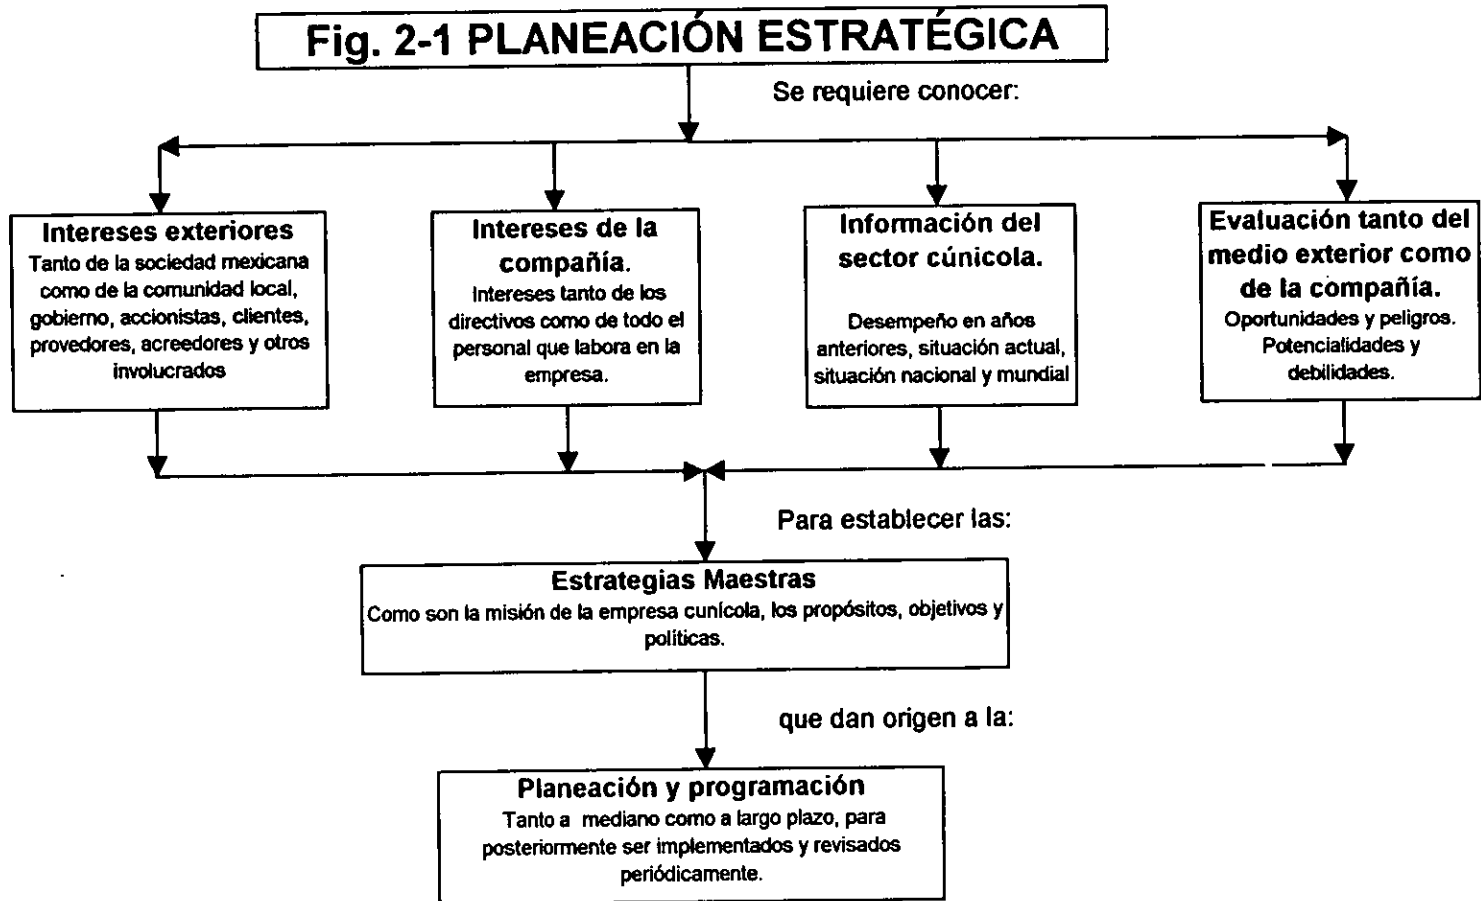 Fig. 2-1 PLANEACIÓN ESTRATÉGICA
Se requiere conocer:
Intereses exteriores
Tanto de la sociedad mexicana
como de la comunidad local,
gobierno, accionistas, clientes,
provedores, acreedores y otros
involucrados
Intereses de la
compañía.
Intereses tanto de los
directivos como de todo el
personal que labora en la
empresa.
Información del
sector cúnicola.
Desempeño en años
anteriores, situación actual,
situación nacional y mundial
Evaluación tanto del
medio exterior como
de la compañía.
Oportunidades y peligros.
Potencialidades y
debilidades.
Para establecer las:
Estrategias Maestras
Como son la misión de la empresa cunícola, los propósitos, objetivos y
políticas.
que dan origen a la:
Planeación y programación
Tanto a mediano como a largo plazo, para
posteriormente ser implementados y revisados
periódicamente.